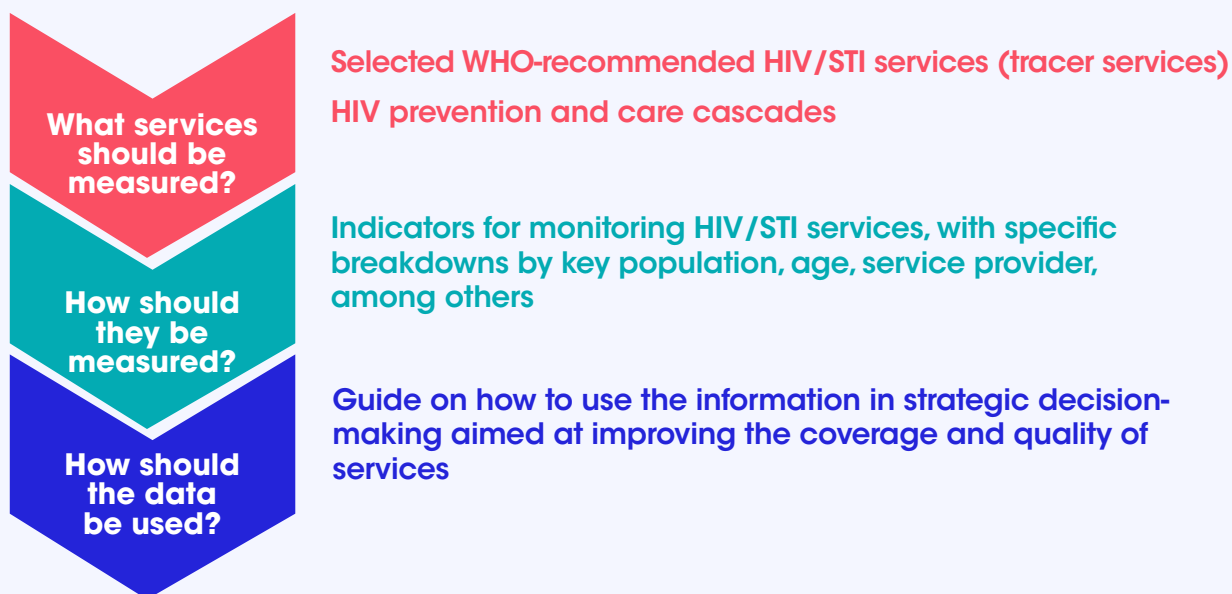 What services
should be
measured?
Selected WHO-recommended HIV/STI services (tracer services)
HIV prevention and care cascades
How should
they be
measured?
Indicators for monitoring HIV/STI services, with specific
breakdowns by key population, age, service provider,
among others
How should
the data
be used?
Guide on how to use the information in strategic decision-
making aimed at improving the coverage and quality of
services